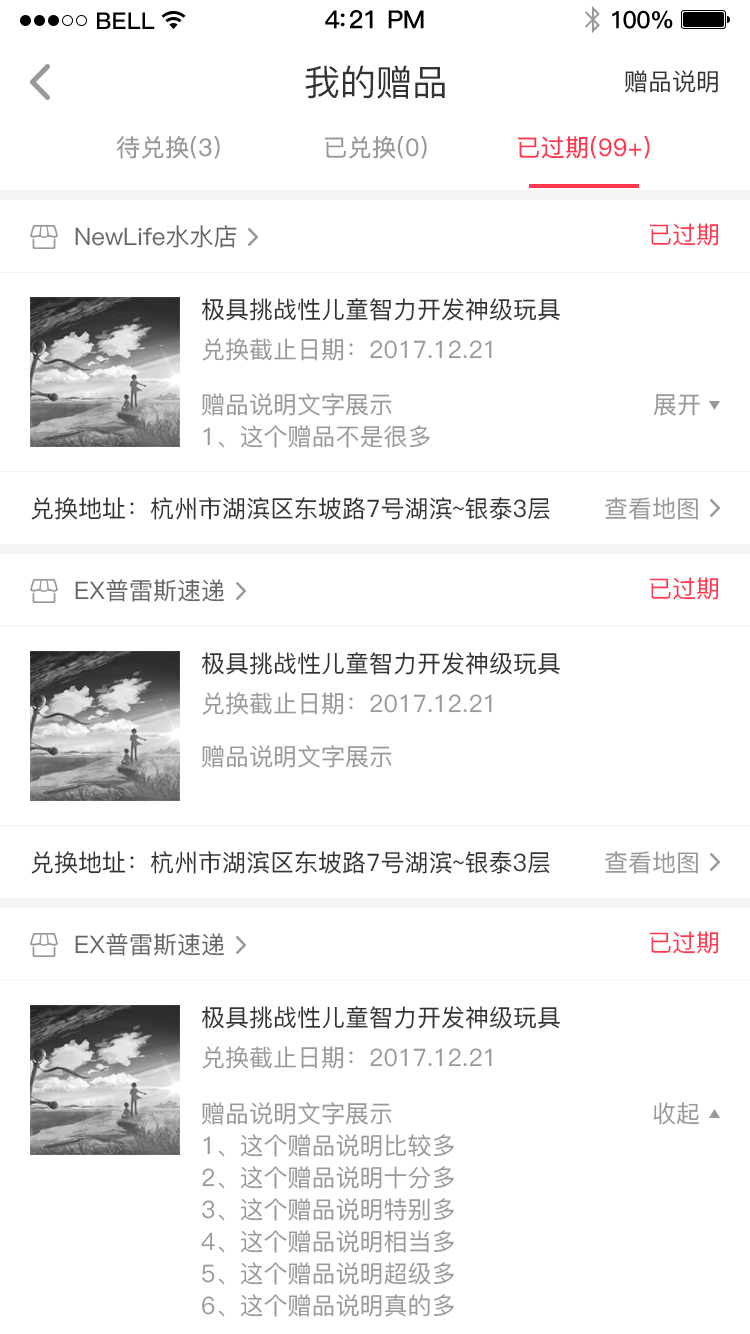 BELL 4:21 PM 100%
我的赠品 赠品说明
待兑换(3) 已兑换(0) 已过期(99+)
NewLife水水店 已过期
极具挑战性儿童智力开发神级玩具
兑换截止日期：2017.12.21
赠品说明文字展示 展开
1、这个赠品不是很多
兑换地址：杭州市湖滨区东坡路7号湖滨~银泰3层 查看地图
EX普雷斯速递 已过期
极具挑战性儿童智力开发神级玩具
兑换截止日期：2017.12.21
赠品说明文字展示
兑换地址：杭州市湖滨区东坡路7号湖滨~银泰3层 查看地图
EX普雷斯速递 已过期
极具挑战性儿童智力开发神级玩具
兑换截止日期：2017.12.21
赠品说明文字展示 收起
1、这个赠品说明比较多
2、这个赠品说明十分多
3、这个赠品说明特别多
4、这个赠品说明相当多
5、这个赠品说明超级多
6、这个赠品说明真的多